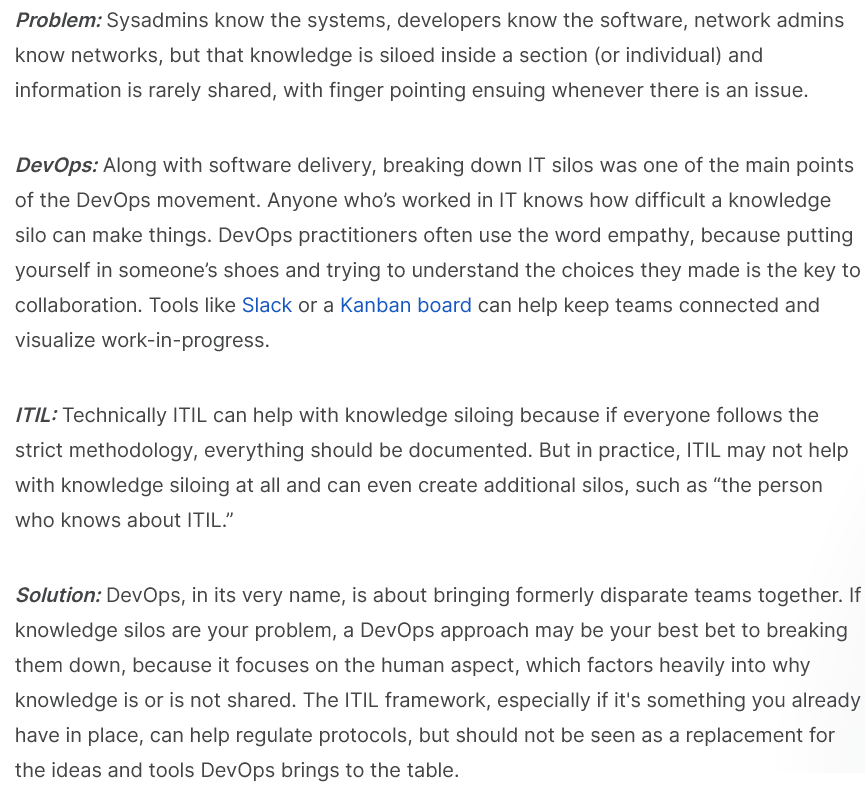 Problem: Sysadmins know the systems, developers know the software, network admins
know networks, but that knowledge is siloed inside a section (or individual) and
information is rarely shared, with finger pointing ensuing whenever there is an issue.
DevOps: Along with software delivery, breaking down IT silos was one of the main points
of the DevOps movement. Anyone who’s worked in IT knows how difficult a knowledge
silo can make things. DevOps practitioners often use the word empathy, because putting
yourself in someone’s shoes and trying to understand the choices they made is the key to
collaboration. Tools like Slack or a Kanban board can help keep teams connected and
visualize work-in-progress.
ITIL: Technically ITIL can help with knowledge siloing because if everyone follows the
strict methodology, everything should be documented. But in practice, ITIL may not help
with knowledge siloing at all and can even create additional silos, such as “the person
who knows about ITIL.”
Solution: DevOps, in its very name, is about bringing formerly disparate teams together. If
knowledge silos are your problem, a DevOps approach may be your best bet to breaking
them down, because it focuses on the human aspect, which factors heavily into why
knowledge is or is not shared. The ITIL framework, especially if it's something you already
have in place, can help regulate protocols, but should not be seen as a replacement for
the ideas and tools DevOps brings to the table.